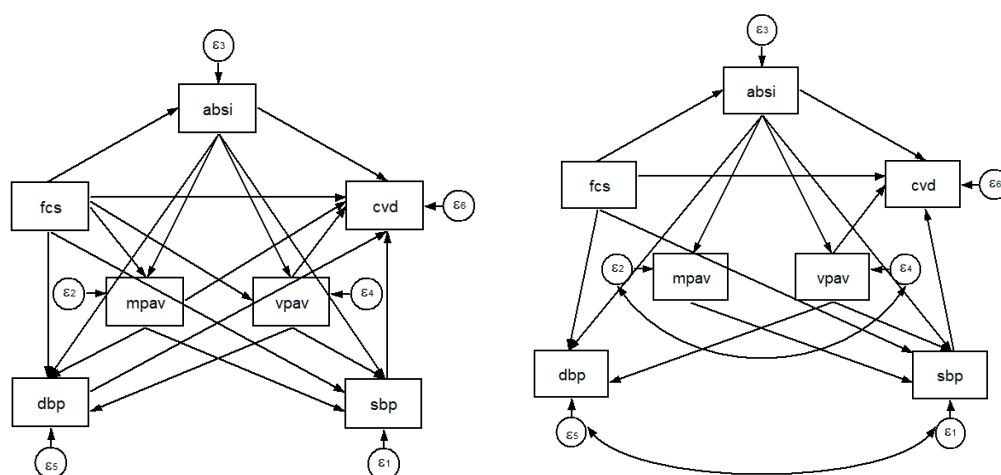 ε3
absi
fcs
cvd
ε6
ε2
mpav
vpav
ε4
dbp
sbp
ε5
ε1
ε3
absi
fcs
cvd
ε6
ε2
mpav
vpav
ε4
dbp
sbp
ε5
ε1